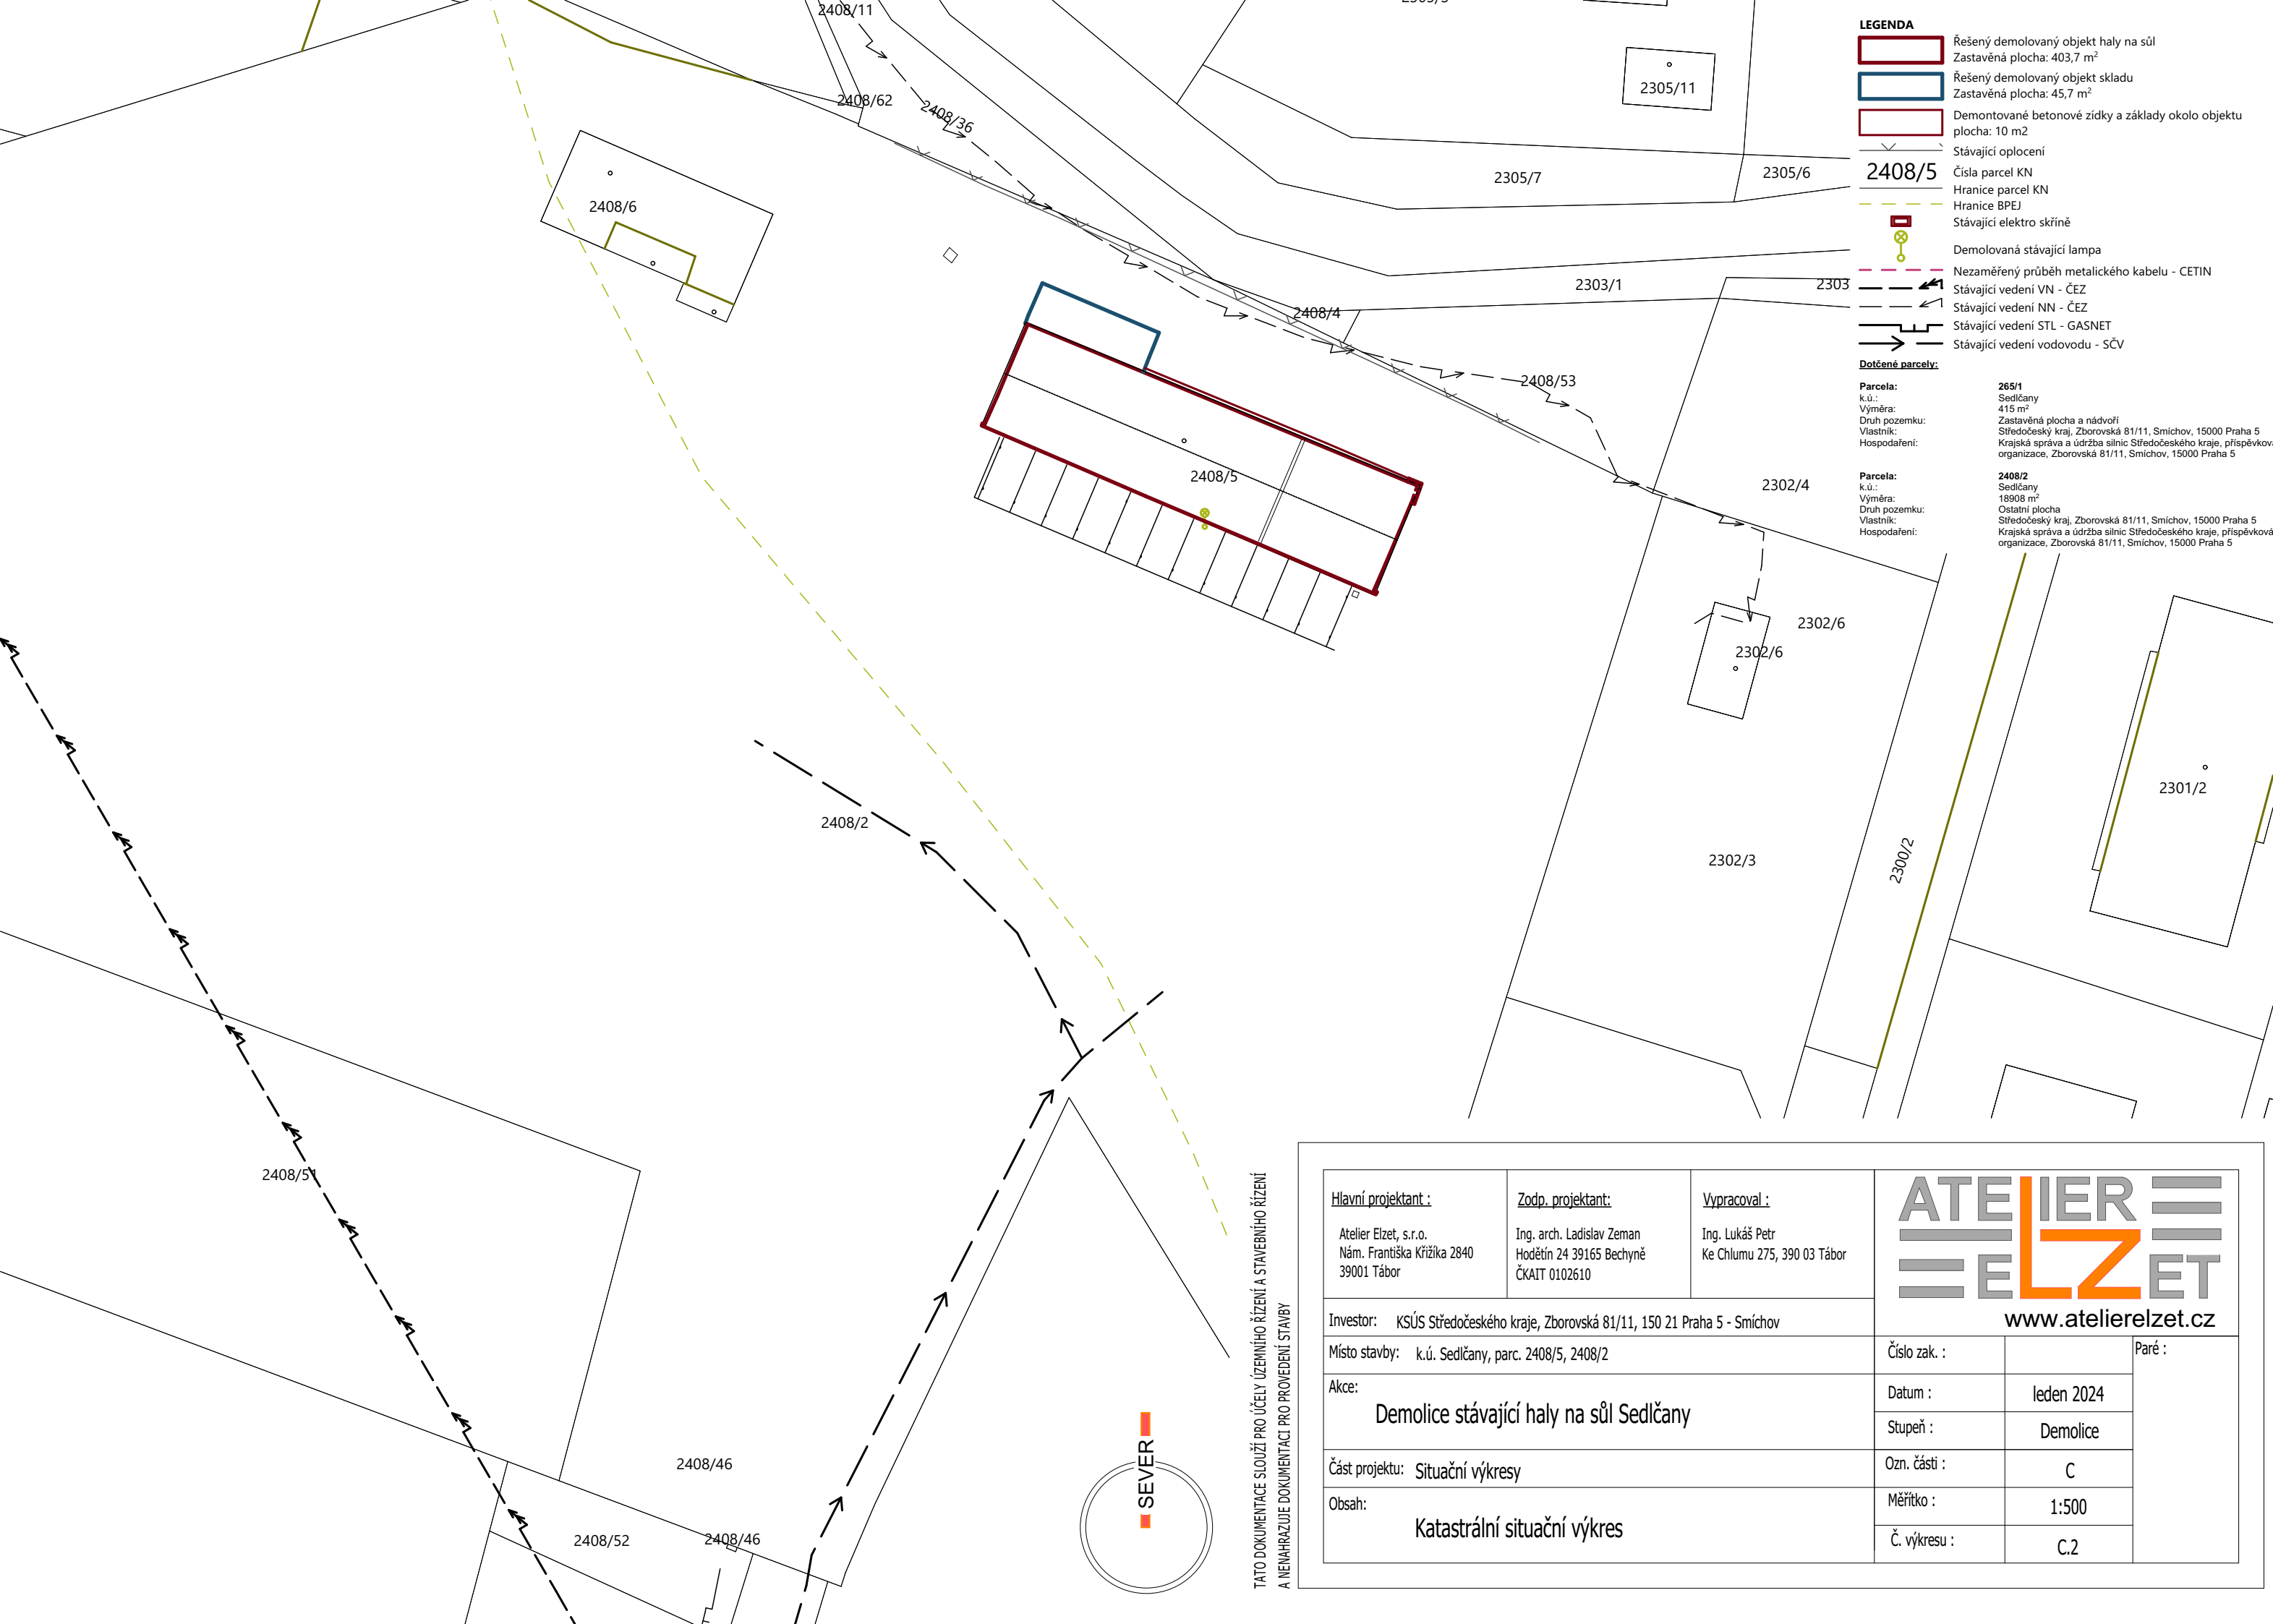 2408/11
2408/62
2408/36
2305/11
2305/7
2305/6
2408/6
2303/1
2303
2408/4
2408/53
2408/5
2302/4
2302/6
2302/6
2301/2
2408/2
2302/3
2300/2
2408/51
2408/46
2408/52
2408/46
LEGENDA
Řešený demolovaný objekt haly na sůl
Zastavěná plocha: 403,7 m²
Řešený demolovaný objekt skladu
Zastavěná plocha: 45,7 m²
Demontované betonové zídky a základy okolo objektu
plocha: 10 m2
Stávající oplocení
2408/5 Čísla parcel KN
Hranice parcel KN
Hranice BPEJ
Stávající elektro skříně
Demolovaná stávající lampa
Nezaměřený průběh metalického kabelu - CETIN
Stávající vedení VN - ČEZ
Stávající vedení NN - ČEZ
Stávající vedení STL - GASNET
Stávající vedení vodovodu - SČV
Dotčené parcely:
Parcela: 265/1
k.ú.: Sedlčany
Výměra: 415 m²
Druh pozemku: Zastavěná plocha a nádvoří
Vlastník: Středočeský kraj, Zborovská 81/11, Smíchov, 15000 Praha 5
Hospodaření: Krajská správa a údržba silnic Středočeského kraje, příspěvková
organizace, Zborovská 81/11, Smíchov, 15000 Praha 5
Parcela: 2408/2
k.ú.: Sedlčany
Výměra: 18908 m²
Druh pozemku: Ostatní plocha
Vlastník: Středočeský kraj, Zborovská 81/11, Smíchov, 15000 Praha 5
Hospodaření: Krajská správa a údržba silnic Středočeského kraje, příspěvková
organizace, Zborovská 81/11, Smíchov, 15000 Praha 5
SEVER
TATO DOKUMENTACE SLOUŽÍ PRO ÚČELY ÚZEMNÍHO ŘÍZENÍ A STAVEBNÍHO ŘÍZENÍ
A NENAHRAZUJE DOKUMENTACI PRO PROVEDENÍ STAVBY
Hlavní projektant :
Atelier Elzet, s.r.o.
Nám. Františka Křižíka 2840
39001 Tábor
Zodp. projektant:
Ing. arch. Ladislav Zeman
Hodětín 24 39165 Bechyně
ČKAIT 0102610
Vypracoval :
Ing. Lukáš Petr
Ke Chlumu 275, 390 03 Tábor
ATELIER
ELZET
www.atelierelzet.cz
Investor: KSÚS Středočeského kraje, Zborovská 81/11, 150 21 Praha 5 - Smíchov
Místo stavby: k.ú. Sedlčany, parc. 2408/5, 2408/2
Akce:
Demolice stávající haly na sůl Sedlčany
Část projektu: Situační výkresy
Obsah:
Katastrální situační výkres
Číslo zak. :
Paré :
Datum : leden 2024
Stupeň : Demolice
Ozn. části : C
Měřítko : 1:500
Č. výkresu : C.2